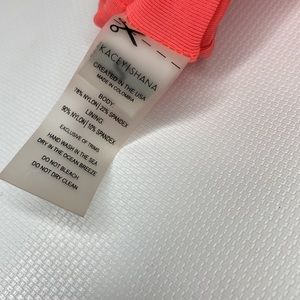 KACEY SHANA
CREATED IN THE USA
MADE IN COLOMBIA
BODY:
78% NYLON | 22% SPANDEX
LINING:
90% NYLON | 10% SPANDEX
EXCLUSIVE OF TRIMS
HAND WASH IN THE SEA
DRY IN THE OCEAN BREEZE
DO NOT BLEACH
DO NOT DRY CLEAN